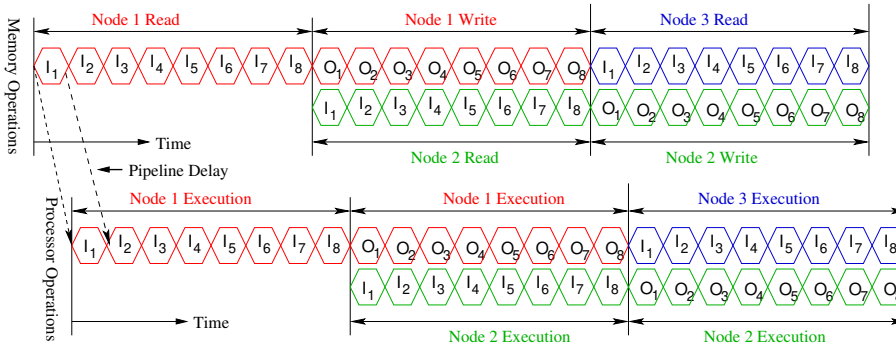 Memory Operations
Node 1 Read Node 1 Write Node 3 Read
I1 I2 I3 I4 I5 I6 I7 I8 O1 O2 O3 O4 O5 O6 O7 O8 I1 I2 I3 I4 I5 I6 I7 I8
I1 I2 I3 I4 I5 I6 I7 I8 O1 O2 O3 O4 O5 O6 O7 O8
Time
Node 2 Read Node 2 Write
Pipeline Delay
Processor Operations
Node 1 Execution Node 1 Execution Node 3 Execution
I1 I2 I3 I4 I5 I6 I7 I8 O1 O2 O3 O4 O5 O6 O7 O8 I1 I2 I3 I4 I5 I6 I7 I8
I1 I2 I3 I4 I5 I6 I7 I8 O1 O2 O3 O4 O5 O6 O7 O
Time
Node 2 Execution Node 2 Execution